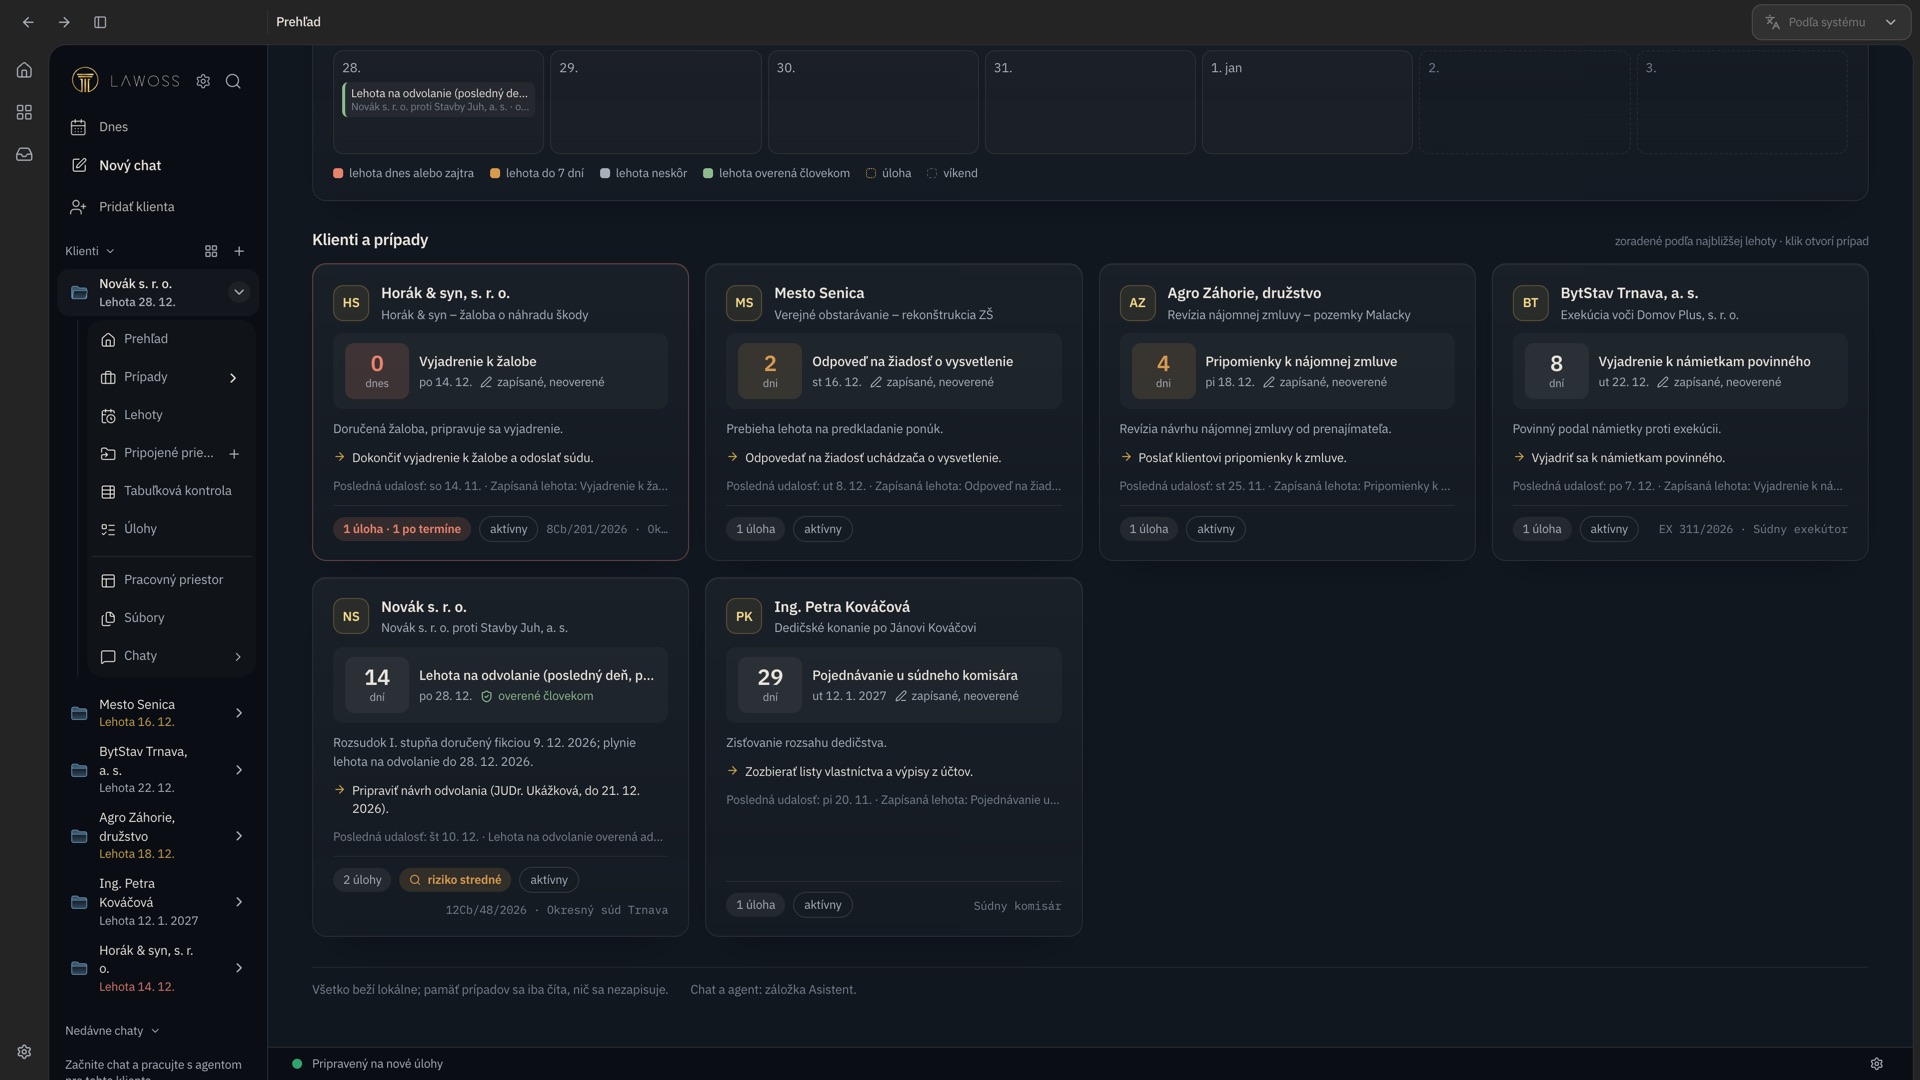 Prehľad
Podľa systému
LAWOSS
Dnes
Nový chat
Pridať klienta
Klienti
Novák s. r. o.
Lehota 28. 12.
Prehľad
Prípady
Lehoty
Pripojené prie...
Tabuľková kontrola
Úlohy
Pracovný priestor
Súbory
Chaty
Mesto Senica
Lehota 16. 12.
BytStav Trnava,
a. s.
Lehota 22. 12.
Agro Záhorie,
družstvo
Lehota 18. 12.
Ing. Petra
Kováčová
Lehota 12. 1. 2027
Horák & syn, s. r.
o.
Lehota 14. 12.
Nedávne chaty
Začnite chat a pracujte s agentom
28.
Lehota na odvolanie (posledný de...
Novák s. r. o. proti Stavby Juh, a. s. · o...
29.
30.
31.
1. jan
2.
3.
lehota dnes alebo zajtra
lehota do 7 dní
lehota neskôr
lehota overená človekom
úloha
víkend
Klienti a prípady
zoradené podľa najbližšej lehoty · klik otvorí prípad
HS
Horák & syn, s. r. o.
Horák & syn – žaloba o náhradu škody
0
dnes
Vyjadrenie k žalobe
po 14. 12. zapísané, neoverené
Doručená žaloba, pripravuje sa vyjadrenie.
→ Dokončiť vyjadrenie k žalobe a odoslať súdu.
Posledná udalosť: so 14. 11. · Zapísaná lehota: Vyjadrenie k ža...
1 úloha · 1 po termíne
aktívny
8Cb/201/2026 · Ok…
MS
Mesto Senica
Verejné obstarávanie – rekonštrukcia ZŠ
2
dni
Odpoveď na žiadosť o vysvetlenie
st 16. 12. zapísané, neoverené
Prebieha lehota na predkladanie ponúk.
→ Odpovedať na žiadosť uchádzača o vysvetlenie.
Posledná udalosť: ut 8. 12. · Zapísaná lehota: Odpoveď na žiad...
1 úloha
aktívny
AZ
Agro Záhorie, družstvo
Revízia nájomnej zmluvy – pozemky Malacky
4
dni
Pripomienky k nájomnej zmluve
pi 18. 12. zapísané, neoverené
Revízia návrhu nájomnej zmluvy od prenajímateľa.
→ Poslať klientovi pripomienky k zmluve.
Posledná udalosť: st 25. 11. · Zapísaná lehota: Pripomienky k ...
1 úloha
aktívny
BT
BytStav Trnava, a. s.
Exekúcia voči Domov Plus, s. r. o.
8
dní
Vyjadrenie k námietkam povinného
ut 22. 12. zapísané, neoverené
Povinný podal námietky proti exekúcii.
→ Vyjadriť sa k námietkam povinného.
Posledná udalosť: po 7. 12. · Zapísaná lehota: Vyjadrenie k ná...
1 úloha
aktívny
EX 311/2026 · Súdny exekútor
NS
Novák s. r. o.
Novák s. r. o. proti Stavby Juh, a. s.
14
dní
Lehota na odvolanie (posledný deň, p...
po 28. 12. overené človekom
Rozsudok I. stupňa doručený fikciou 9. 12. 2026; plynie
lehota na odvolanie do 28. 12. 2026.
→ Pripraviť návrh odvolania (JUDr. Ukážková, do 21. 12.
2026).
Posledná udalosť: št 10. 12. · Lehota na odvolanie overená ad...
2 úlohy
riziko stredné
aktívny
12Cb/48/2026 · Okresný súd Trnava
PK
Ing. Petra Kováčová
Dedičské konanie po Jánovi Kováčovi
29
dní
Pojednávanie u súdneho komisára
ut 12. 1. 2027 zapísané, neoverené
Zisťovanie rozsahu dedičstva.
→ Zozbierať listy vlastníctva a výpisy z účtov.
Posledná udalosť: pi 20. 11. · Zapísaná lehota: Pojednávanie u...
1 úloha
aktívny
Súdny komisár
Všetko beží lokálne; pamäť prípadov sa iba číta, nič sa nezapisuje.
Chat a agent: záložka Asistent.
Pripravený na nové úlohy